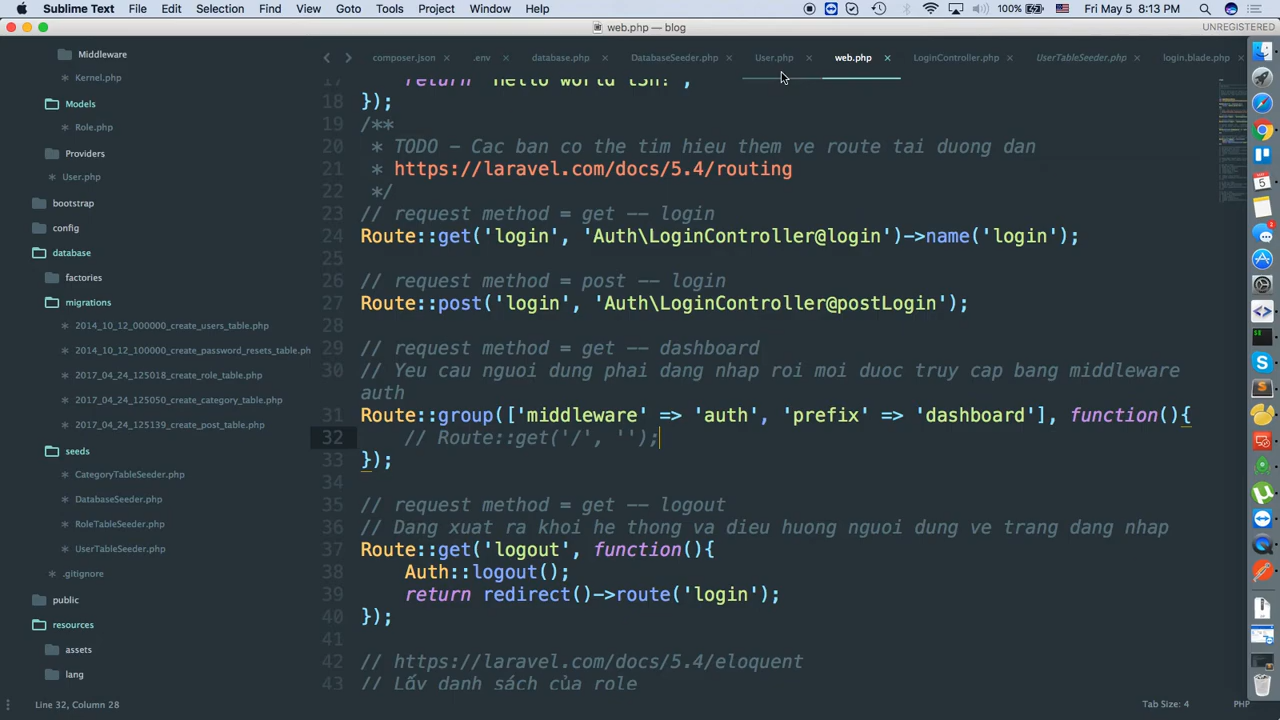 Sublime Text File Edit Selection Find View Goto Tools Project Window Help 100% Fri May 5 8:13 PM
web.php — blog UNREGISTERED
Middleware
Kernel.php
Models
Role.php
Providers
User.php
bootstrap
config
database
factories
migrations
2014_10_12_000000_create_users_table.php
2014_10_12_100000_create_password_resets_table.ph
2017_04_24_125018_create_role_table.php
2017_04_24_125050_create_category_table.php
2017_04_24_125139_create_post_table.php
seeds
CategoryTableSeeder.php
DatabaseSeeder.php
RoleTableSeeder.php
UserTableSeeder.php
.gitignore
public
resources
assets
lang
composer.json .env database.php DatabaseSeeder.php User.php web.php LoginController.php UserTableSeeder.php login.blade.php
17 return 'Hello world t3h!';
18 });
19 /**
20 * TODO - Cac ban co the tim hieu them ve route tai duong dan
21 * https://laravel.com/docs/5.4/routing
22 */
23 // request method = get -- login
24 Route::get('login', 'Auth\LoginController@login')->name('login');
25
26 // request method = post -- login
27 Route::post('login', 'Auth\LoginController@postLogin');
28
29 // request method = get -- dashboard
30 // Yeu cau nguoi dung phai dang nhap roi moi duoc truy cap bang middleware
auth
31 Route::group(['middleware' => 'auth', 'prefix' => 'dashboard'], function(){
32 // Route::get('/', '');
33 });
34
35 // request method = get -- logout
36 // Dang xuat ra khoi he thong va dieu huong nguoi dung ve trang dang nhap
37 Route::get('logout', function(){
38 Auth::logout();
39 return redirect()->route('login');
40 });
41
42 // https://laravel.com/docs/5.4/eloquent
43 // Lấy danh sách của role
Line 32, Column 28 Tab Size: 4 PHP